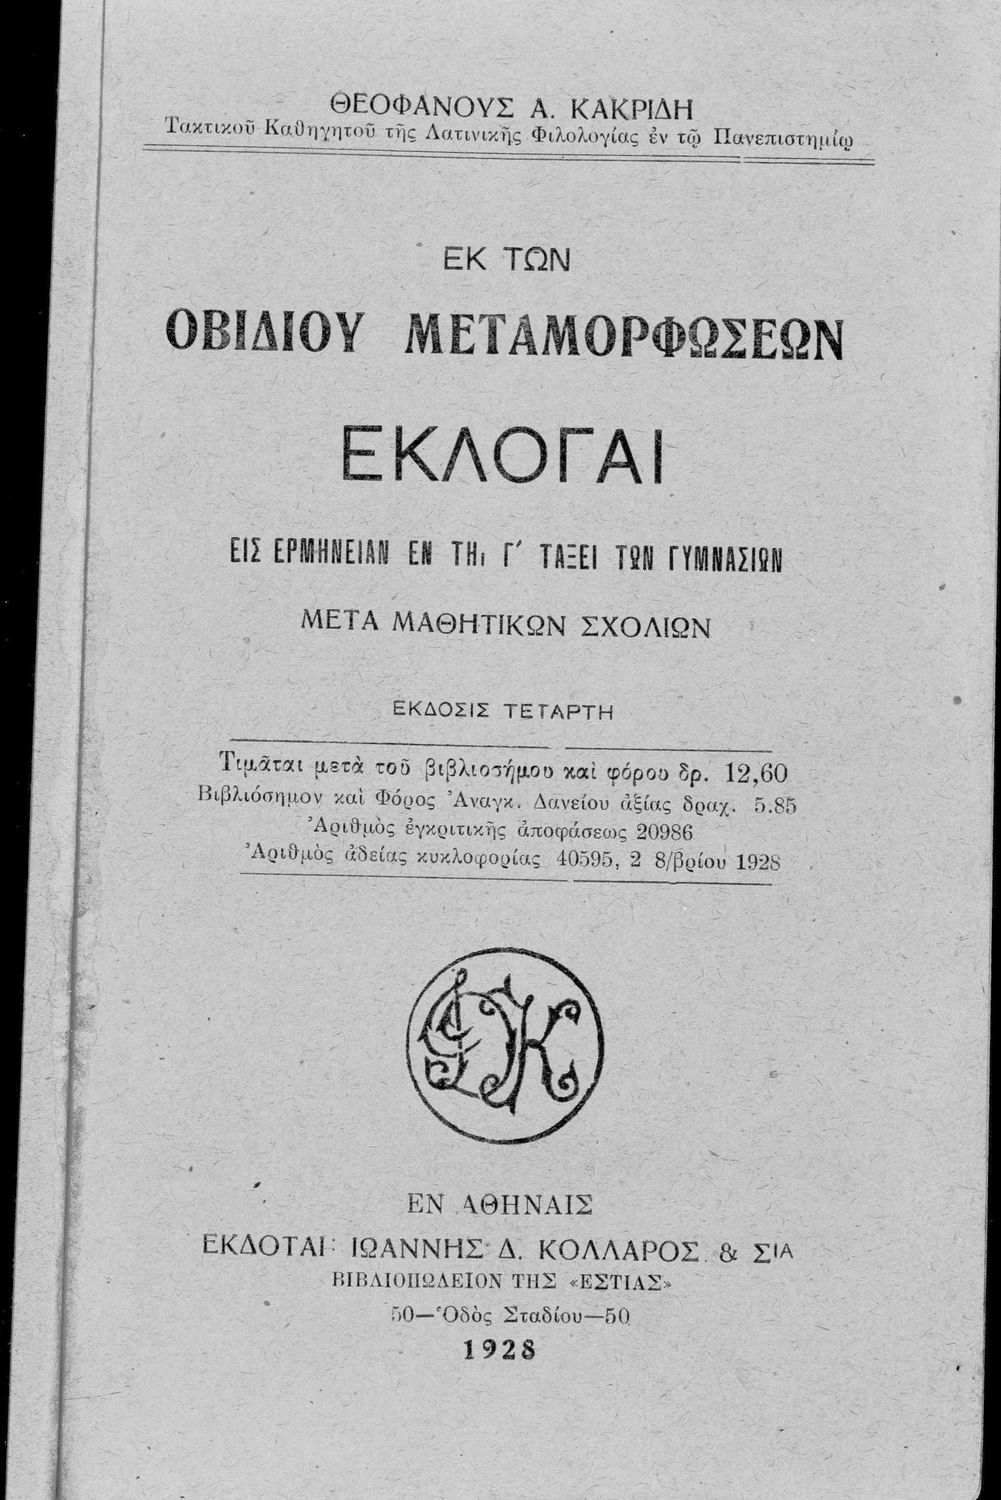 ΘΕΟΦΑΝΟΥΣ Α. ΚΑΚΡΙΔΗ
Τακτικοῦ Καθηγητοῦ τῆς Λατινικῆς Φιλολογίας ἐν τῷ Πανεπιστημίῳ
ΕΚ ΤΩΝ
ΟΒΙΔΙΟΥ ΜΕΤΑΜΟΡΦΩΣΕΩΝ
ΕΚΛΟΓΑΙ
ΕΙΣ ΕΡΜΗΝΕΙΑΝ ΕΝ ΤΗι Γ΄ ΤΑΞΕΙ ΤΩΝ ΓΥΜΝΑΣΙΩΝ
ΜΕΤΑ ΜΑΘΗΤΙΚΩΝ ΣΧΟΛΙΩΝ
ΕΚΔΟΣΙΣ ΤΕΤΑΡΤΗ
Τιμᾶται μετὰ τοῦ βιβλιοσήμου καὶ φόρου δρ. 12,60
Βιβλιόσημον καὶ Φόρος Ἀναγκ. Δανείου ἀξίας δραχ. 5.85
Ἀριθμὸς ἐγκριτικῆς ἀποφάσεως 20986
Ἀριθμὸς ἀδείας κυκλοφορίας 40595, 2 8/βρίου 1928
ΕΝ ΑΘΗΝΑΙΣ
ΕΚΔΟΤΑΙ: ΙΩΑΝΝΗΣ Δ. ΚΟΛΛΑΡΟΣ & ΣΙΑ
ΒΙΒΛΙΟΠΩΛΕΙΟΝ ΤΗΣ «ΕΣΤΙΑΣ»
50—Ὁδὸς Σταδίου—50
1928